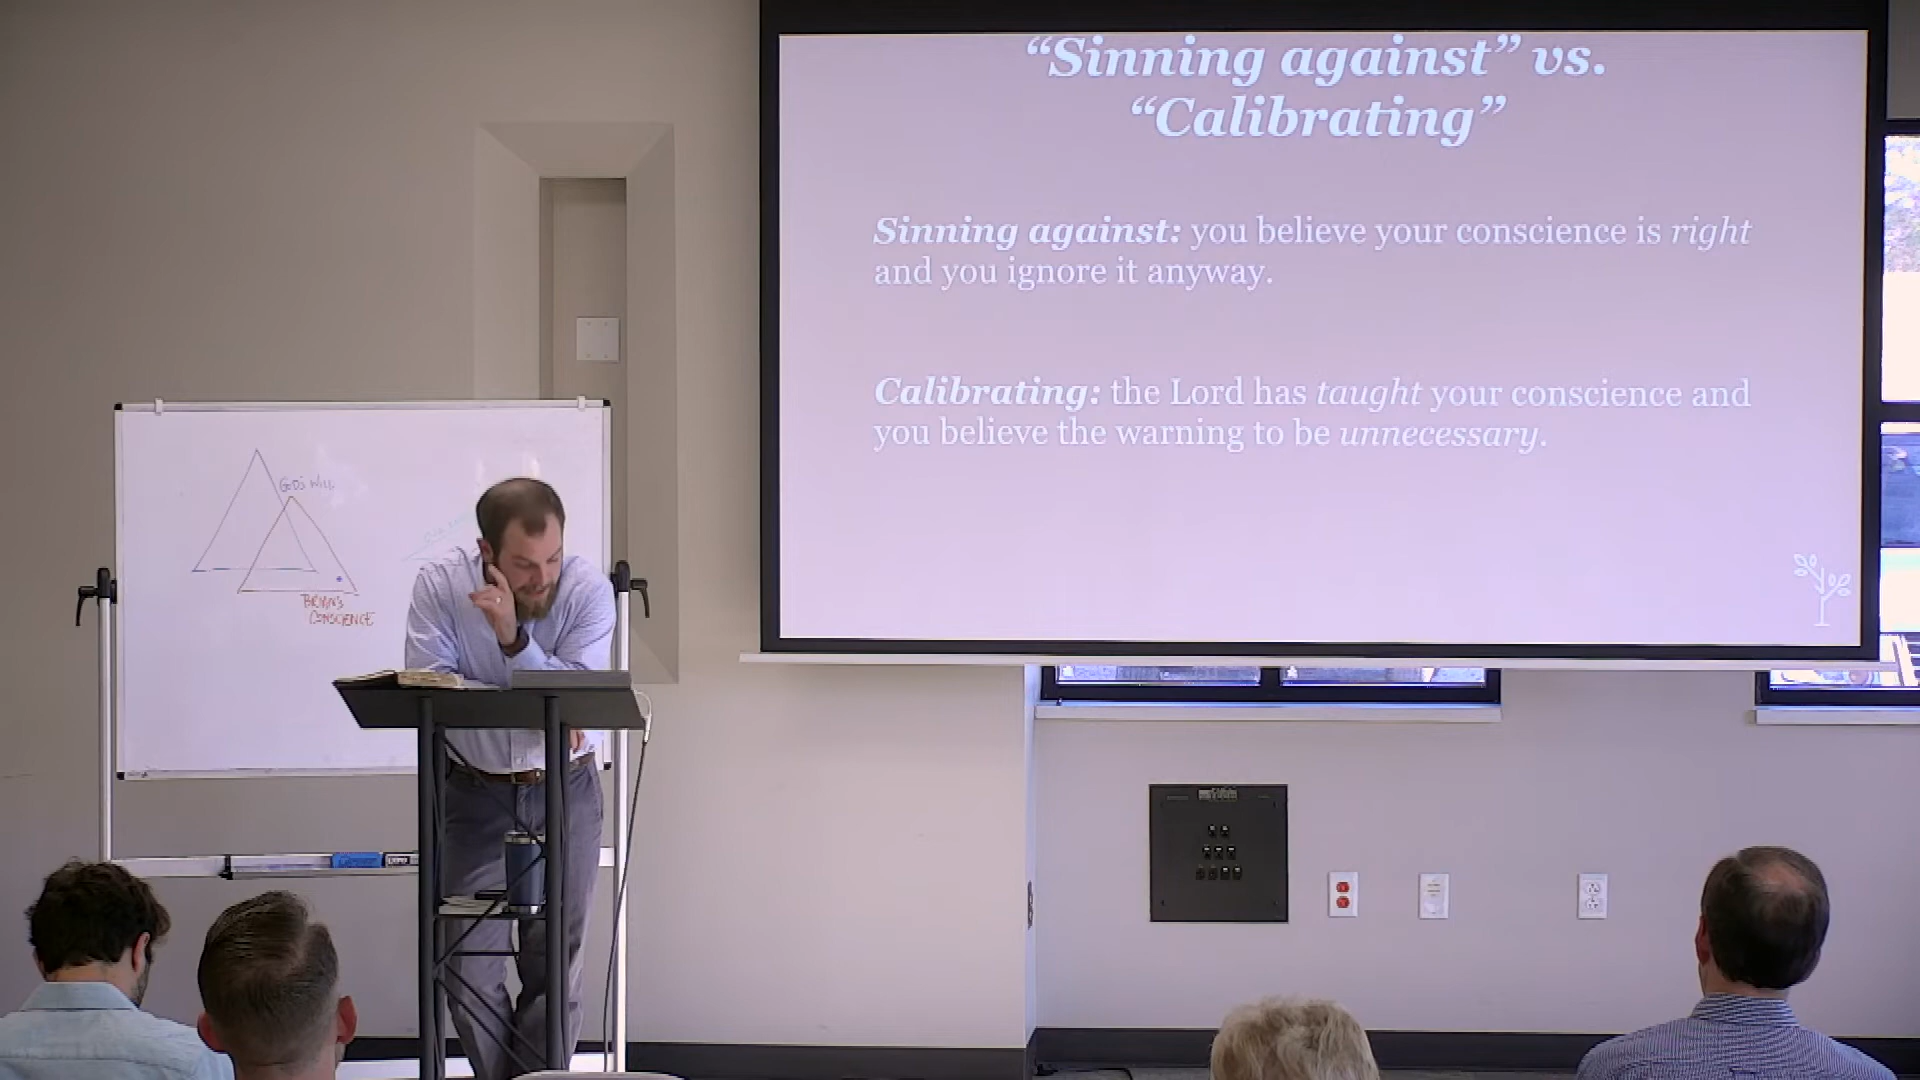 “Sinning against” vs.
“Calibrating”
Sinning against: you believe your conscience is right
and you ignore it anyway.
Calibrating: the Lord has taught your conscience and
you believe the warning to be unnecessary.
GOD'S WILL
BRIAN'S
CONSCIENCE